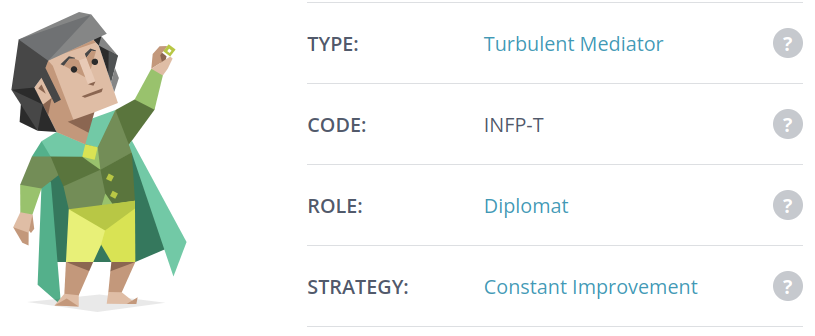 TYPE: Turbulent Mediator ?
CODE: INFP-T ?
ROLE: Diplomat ?
STRATEGY: Constant Improvement ?